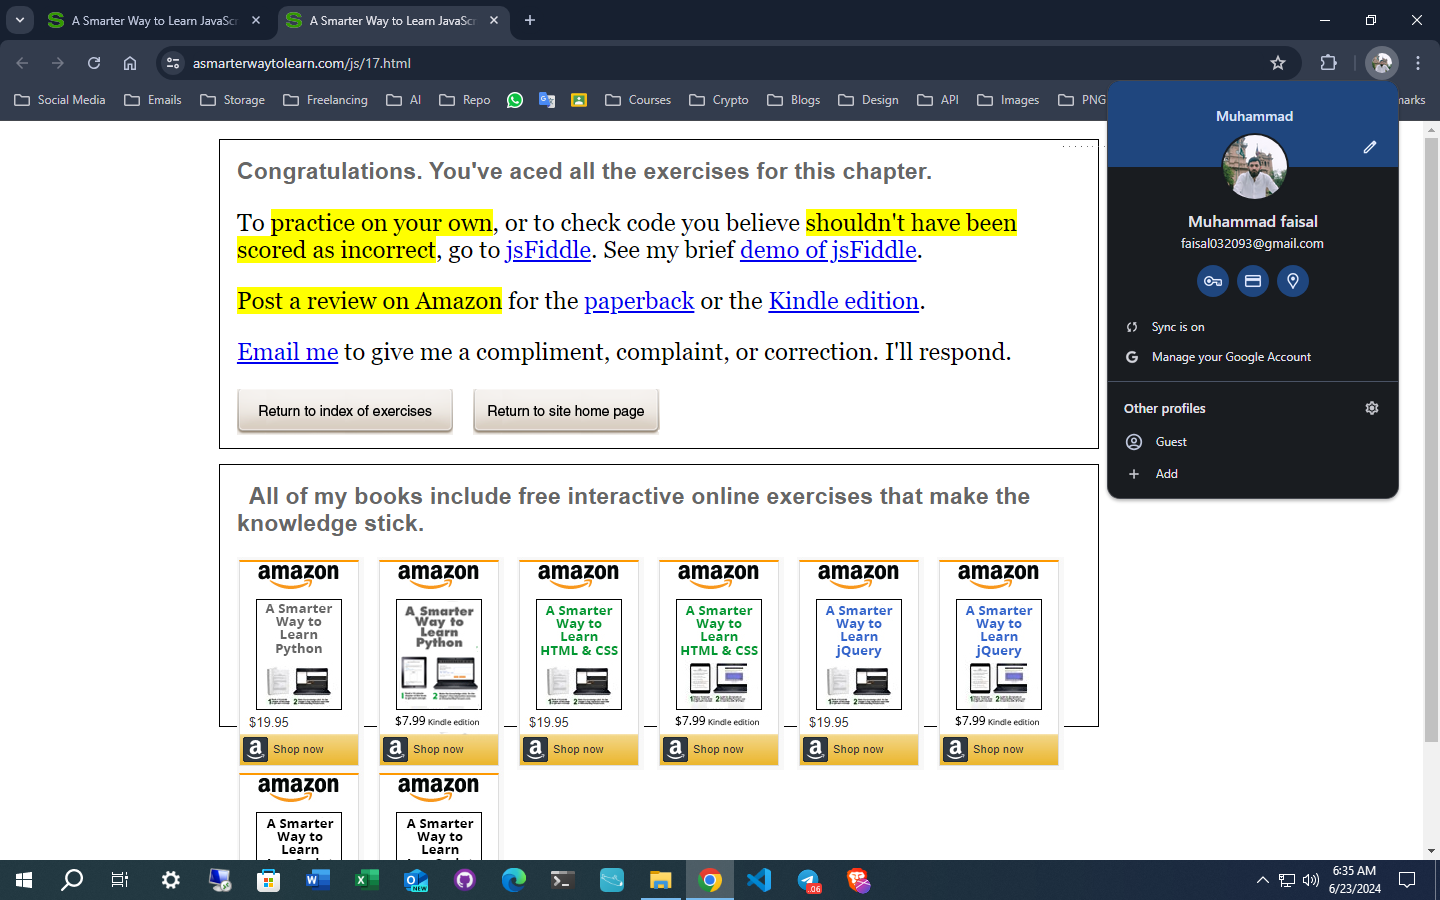 A Smarter Way to Learn JavaScr
A Smarter Way to Learn JavaSc
asmarterwaytolearn.com/js/17.html
Social Media
Emails
Storage
Freelancing
AI
Repo
Courses
Crypto
Blogs
Design
API
Images
PNG
marks
Muhammad
Muhammad faisal
faisal032093@gmail.com
Sync is on
Manage your Google Account
Other profiles
Guest
Add
Congratulations. You've aced all the exercises for this chapter.
To practice on your own, or to check code you believe shouldn't have been
scored as incorrect, go to jsFiddle. See my brief demo of jsFiddle.
Post a review on Amazon for the paperback or the Kindle edition.
Email me to give me a compliment, complaint, or correction. I'll respond.
Return to index of exercises
Return to site home page
All of my books include free interactive online exercises that make the
knowledge stick.
amazon
A Smarter
Way to
Learn
Python
$19.95
Shop now
amazon
A Smarter
Way to
Learn
Python
$7.99 Kindle edition
Shop now
amazon
A Smarter
Way to
Learn
HTML & CSS
$19.95
Shop now
amazon
A Smarter
Way to
Learn
HTML & CSS
$7.99 Kindle edition
Shop now
amazon
A Smarter
Way to
Learn
jQuery
$19.95
Shop now
amazon
A Smarter
Way to
Learn
jQuery
$7.99 Kindle edition
Shop now
amazon
A Smarter
Way to
Learn
amazon
A Smarter
Way to
Learn
NEW
.06
6:35 AM
6/23/2024